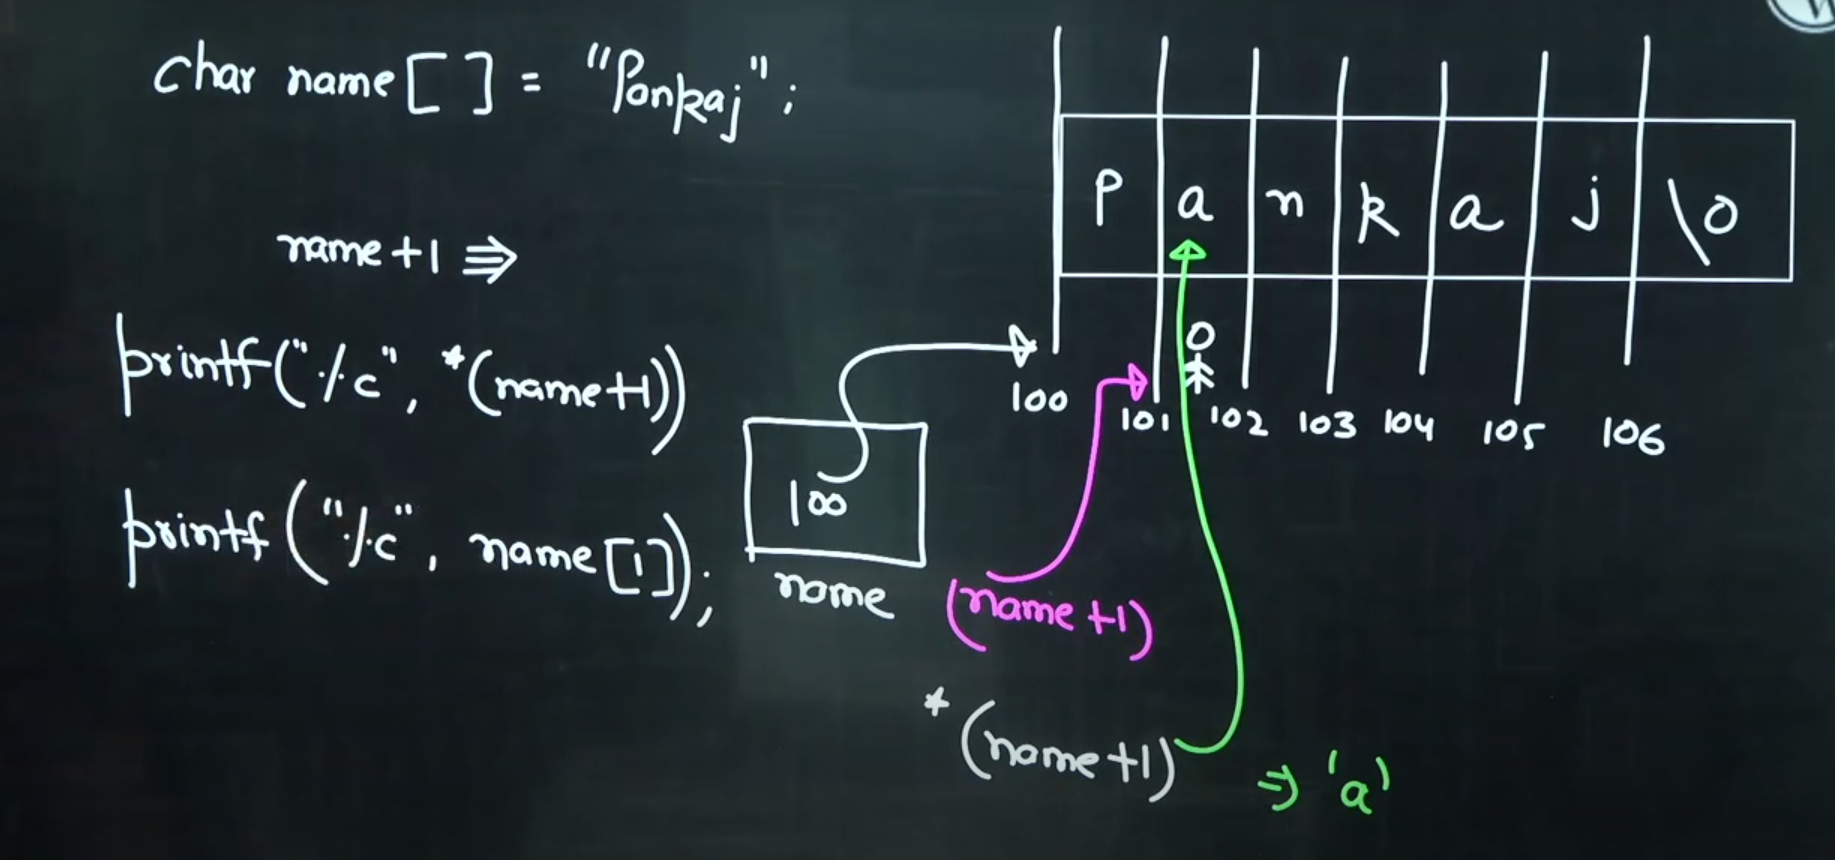 char name[] = "Pankaj";
name+1 ⇛
printf("%c", *(name+1))
printf("%c", name[1]);
P a n k a j \0
100 101 102 103 104 105 106
100
name
(name+1)
*(name+1) ⇒ 'a'